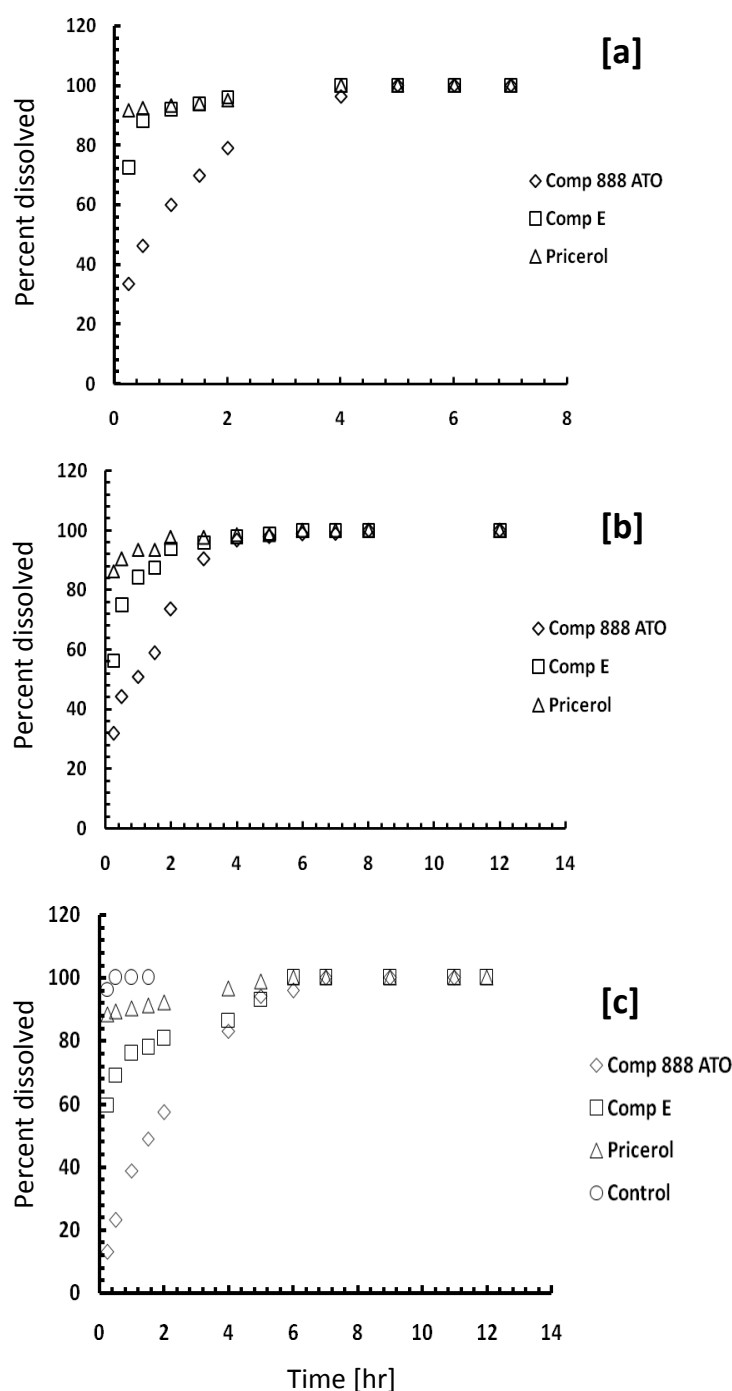 120
[a]
100
80
60
40
20
0
Percent dissolved
Comp 888 ATO
Comp E
Pricerol
0 2 4 6 8
120
[b]
100
80
60
40
20
0
Percent dissolved
Comp 888 ATO
Comp E
Pricerol
0 2 4 6 8 10 12 14
120
100
[c]
80
60
40
20
0
Percent dissolved
Comp 888 ATO
Comp E
Pricerol
Control
0 2 4 6 8 10 12 14
Time [hr]